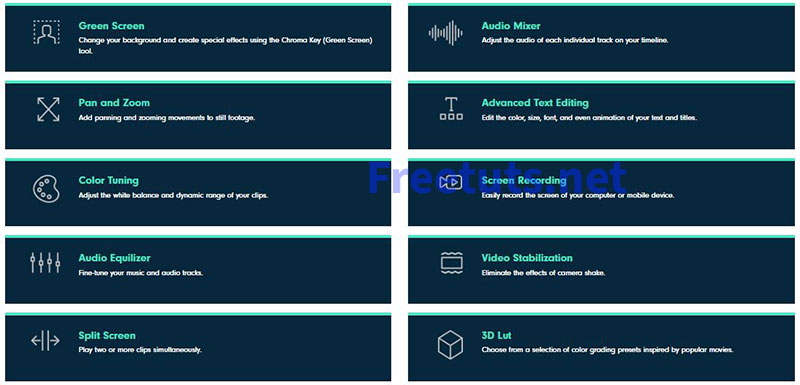 Green Screen
Change your background and create special effects using the Chroma Key (Green Screen)
tool.
Audio Mixer
Adjust the audio of each individual track on your timeline.
Pan and Zoom
Add panning and zooming movements to still footage.
Advanced Text Editing
Edit the color, size, font, and even animation of your text and titles.
Color Tuning
Adjust the white balance and dynamic range of your clips.
Freetuts.net
Screen Recording
Easily record the screen of your computer or mobile device.
Audio Equilizer
Fine-tune your music and audio tracks.
Video Stabilization
Eliminate the effects of camera shake.
Split Screen
Play two or more clips simultaneously.
3D Lut
Choose from a selection of color grading presets inspired by popular movies.